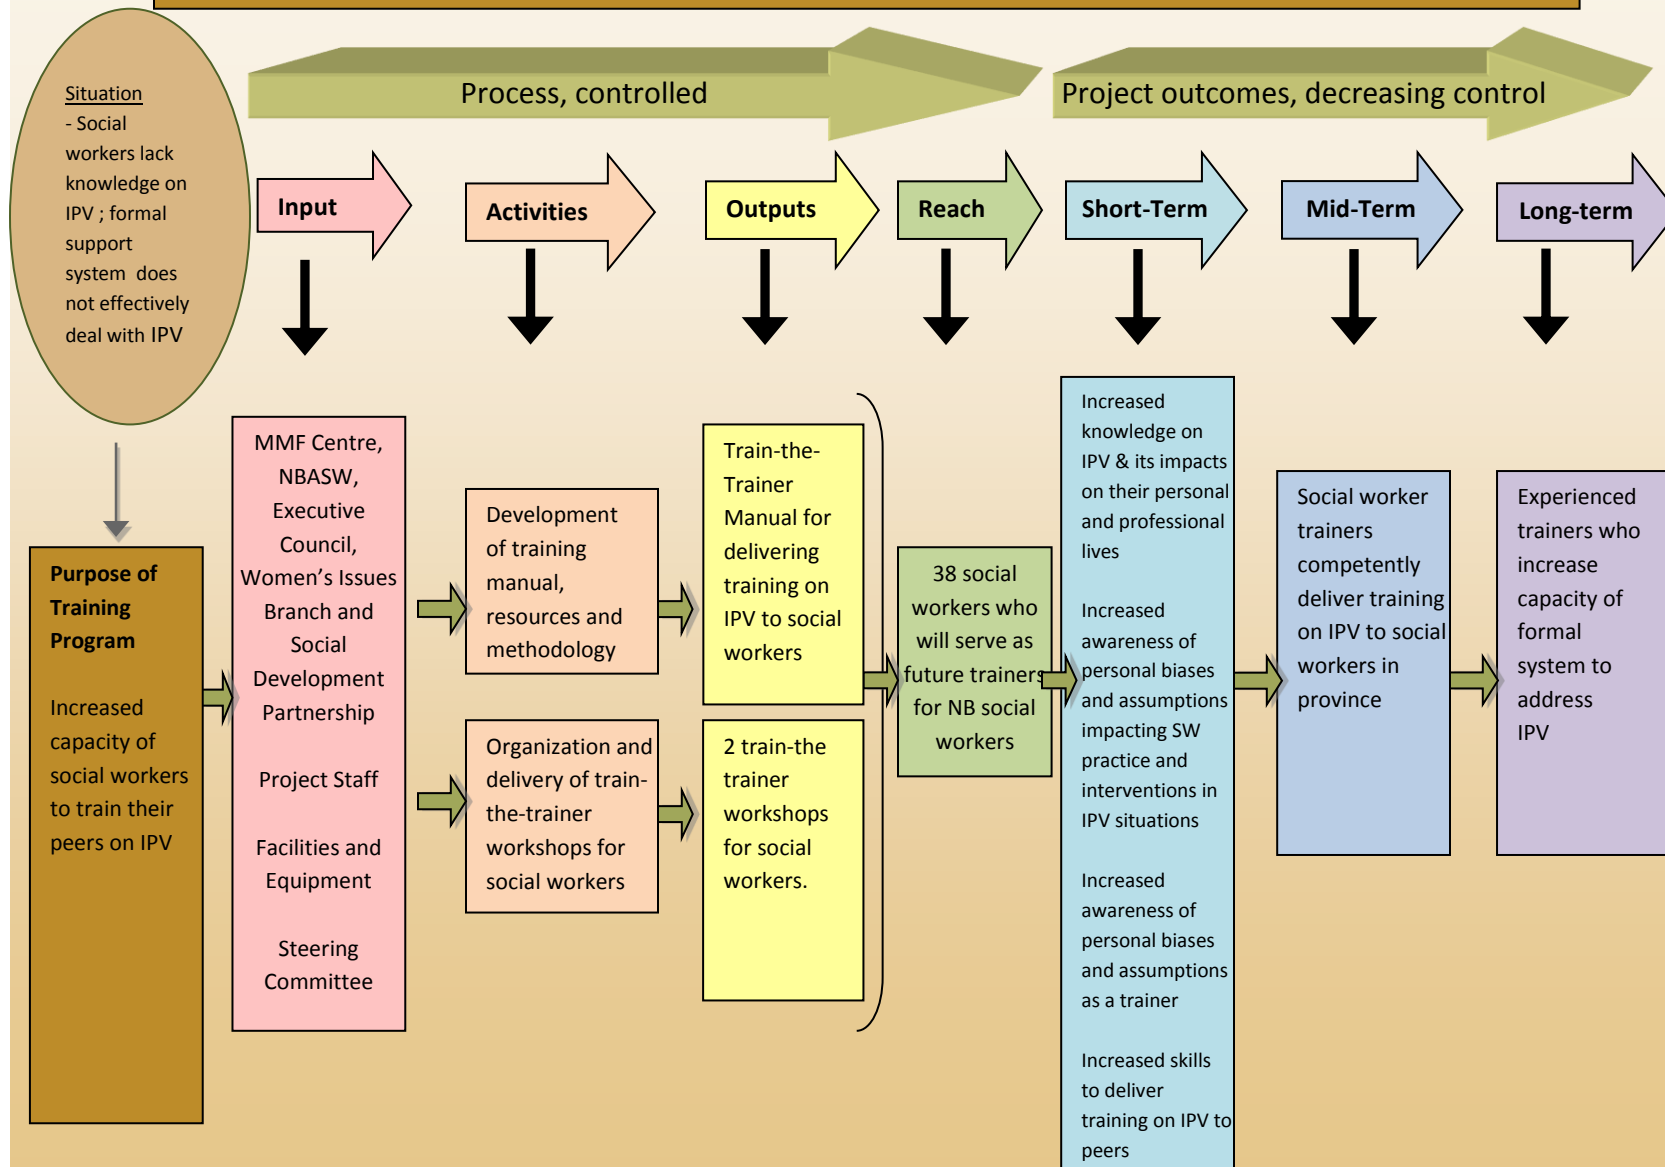 Situation
- Social
workers lack
knowledge on
IPV ; formal
support
system does
not effectively
deal with IPV
Process, controlled
Project outcomes, decreasing control
Input
Activities
Outputs
Reach
Short-Term
Mid-Term
Long-term
Purpose of
Training
Program
Increased
capacity of
social workers
to train their
peers on IPV
MMF Centre,
NBASW,
Executive
Council,
Women’s Issues
Branch and
Social
Development
Partnership
Project Staff
Facilities and
Equipment
Steering
Committee
Development
of training
manual,
resources and
methodology
Organization and
delivery of train-
the-trainer
workshops for
social workers
Train-the-
Trainer
Manual for
delivering
training on
IPV to social
workers
2 train-the
trainer
workshops
for social
workers.
38 social
workers who
will serve as
future trainers
for NB social
workers
Increased
knowledge on
IPV & its impacts
on their personal
and professional
lives
Increased
awareness of
personal biases
and assumptions
impacting SW
practice and
interventions in
IPV situations
Increased
awareness of
personal biases
and assumptions
as a trainer
Increased skills
to deliver
training on IPV to
peers
Social worker
trainers
competently
deliver training
on IPV to social
workers in
province
Experienced
trainers who
increase
capacity of
formal
system to
address
IPV